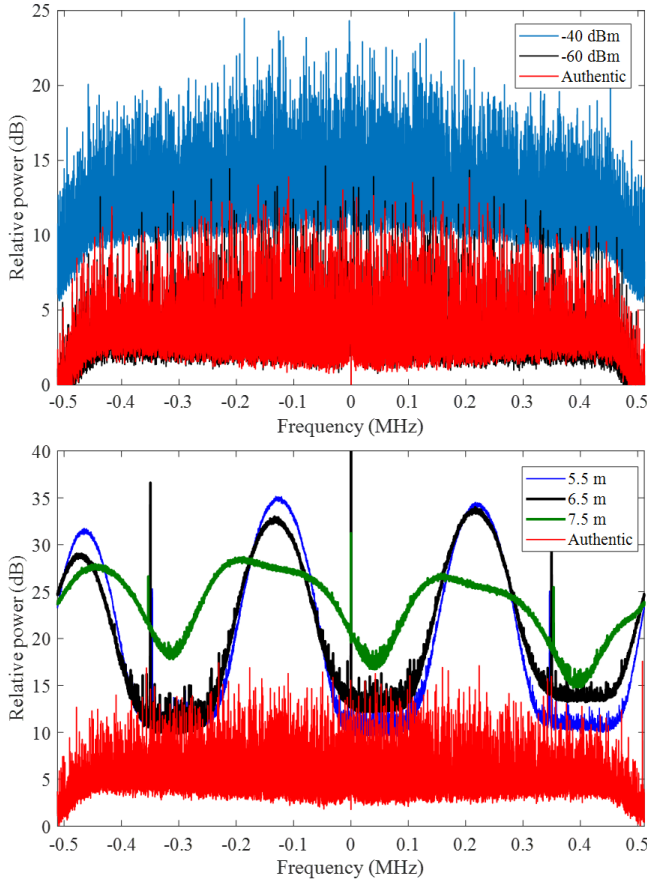 25
20
15
10
5
0
Relative power (dB)
-40 dBm
-60 dBm
Authentic
-0.5 -0.4 -0.3 -0.2 -0.1 0 0.1 0.2 0.3 0.4 0.5
Frequency (MHz)
40
35
30
25
20
15
10
5
0
Relative power (dB)
5.5 m
6.5 m
7.5 m
Authentic
-0.5 -0.4 -0.3 -0.2 -0.1 0 0.1 0.2 0.3 0.4 0.5
Frequency (MHz)